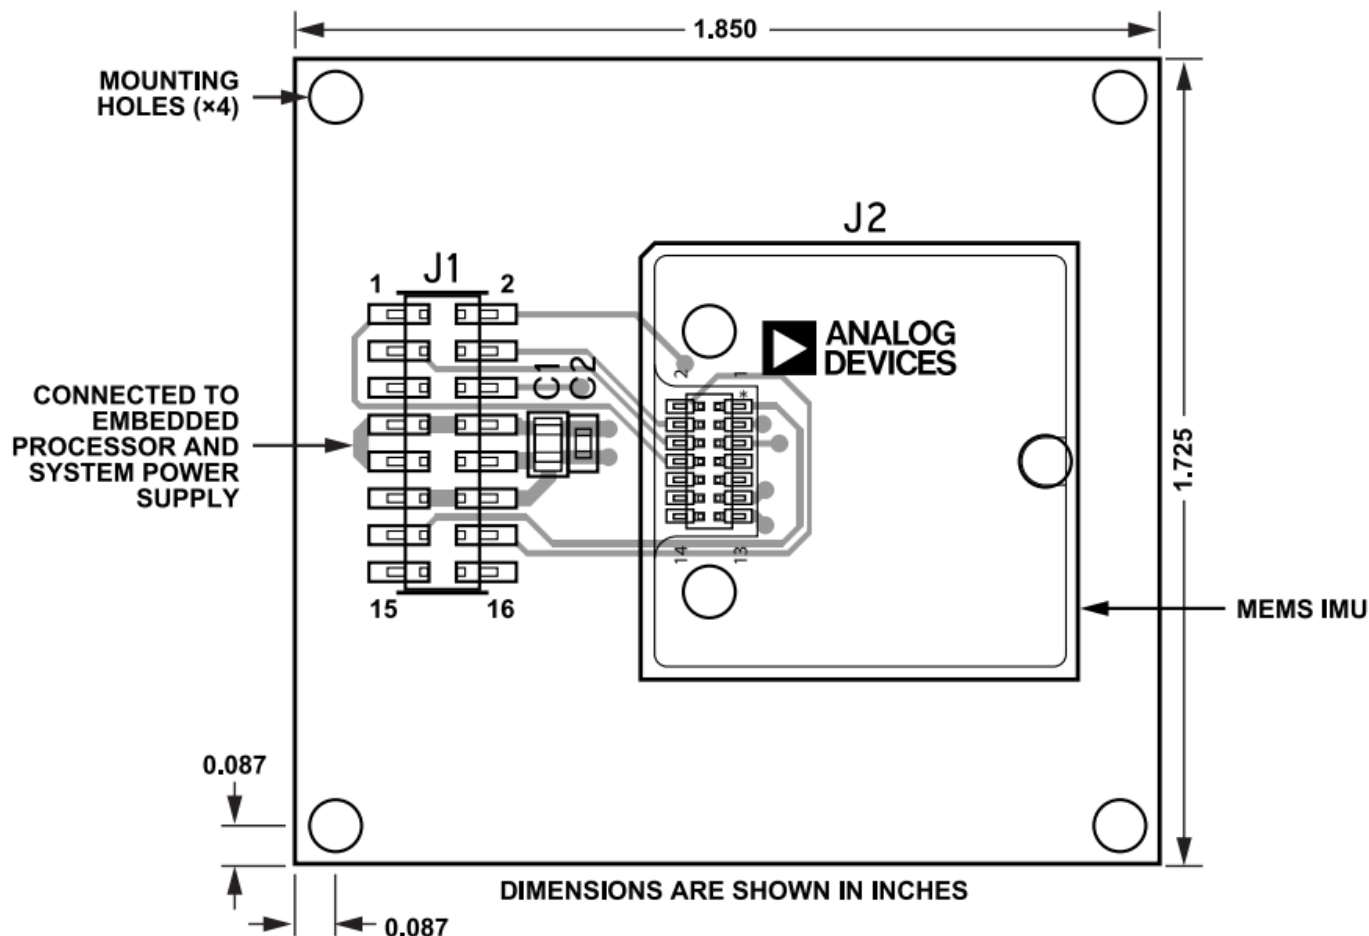 1.850
MOUNTING
HOLES (×4)
J2
J1
1
2
C1
C2
ANALOG
DEVICES
2
1
*
CONNECTED TO
EMBEDDED
PROCESSOR AND
SYSTEM POWER
SUPPLY
1.725
14
13
15
16
MEMS IMU
0.087
DIMENSIONS ARE SHOWN IN INCHES
0.087